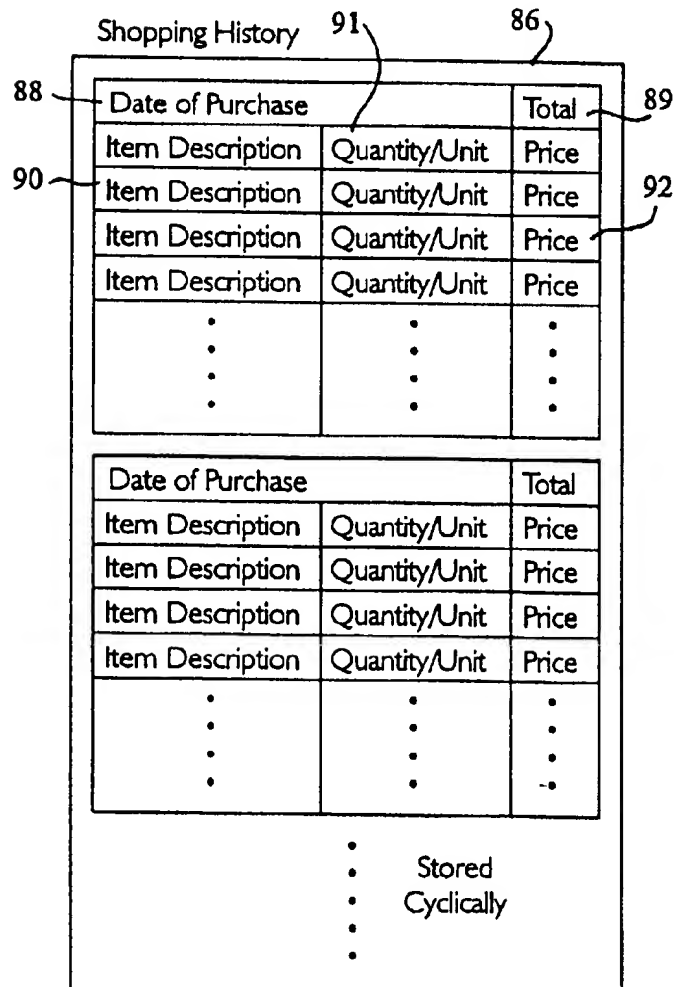 Shopping History 91 86
88 Date of Purchase Total 89
Item Description Quantity/Unit Price
90 Item Description Quantity/Unit Price 92
Item Description Quantity/Unit Price
Item Description Quantity/Unit Price
Date of Purchase Total
Item Description Quantity/Unit Price
Item Description Quantity/Unit Price
Item Description Quantity/Unit Price
Item Description Quantity/Unit Price
Stored
Cyclically